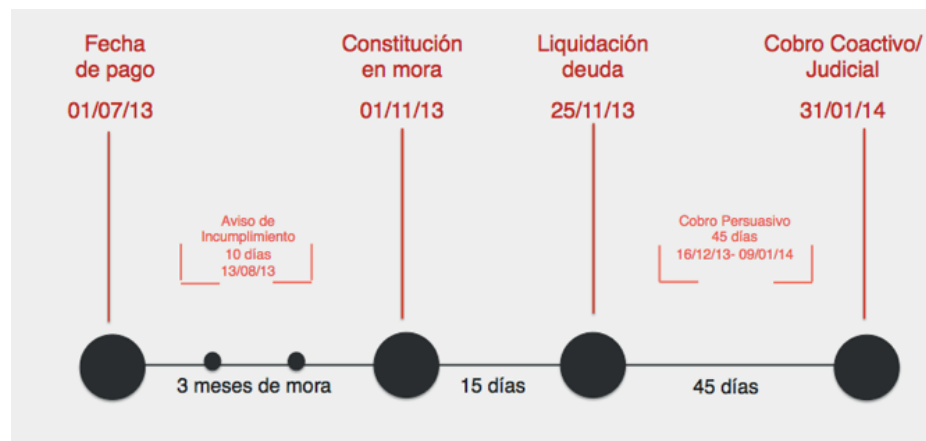 Fecha
de pago
01/07/13
Constitución
en mora
01/11/13
Liquidación
deuda
25/11/13
Cobro Coactivo/
Judicial
31/01/14
Aviso de
Incumplimiento
10 días
13/08/13
Cobro Persuasivo
45 días
16/12/13- 09/01/14
3 meses de mora
15 días
45 días